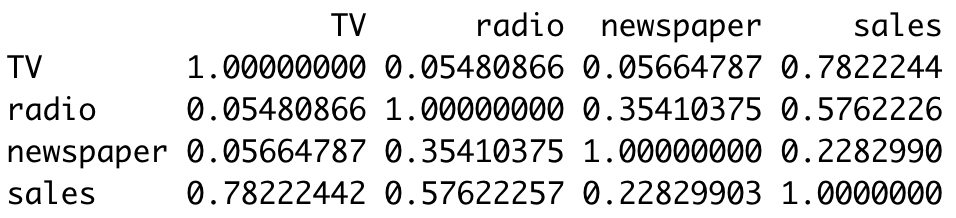 TV radio newspaper sales
TV 1.00000000 0.05480866 0.05664787 0.7822244
radio 0.05480866 1.00000000 0.35410375 0.5762226
newspaper 0.05664787 0.35410375 1.00000000 0.2282990
sales 0.78222442 0.57622257 0.22829903 1.0000000